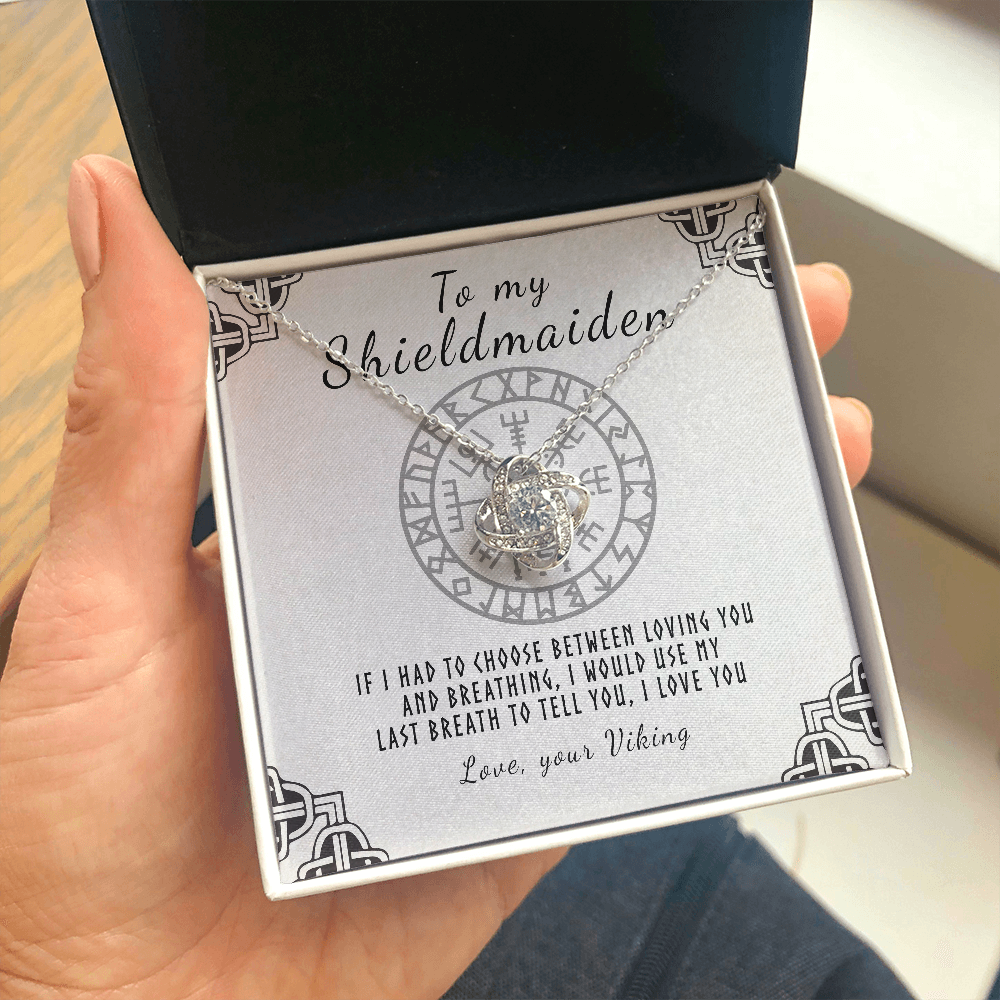 To my
Shieldmaiden
IF I HAD TO CHOOSE BETWEEN LOVING YOU
AND BREATHING, I WOULD USE MY
LAST BREATH TO TELL YOU, I LOVE YOU
Love, your Viking